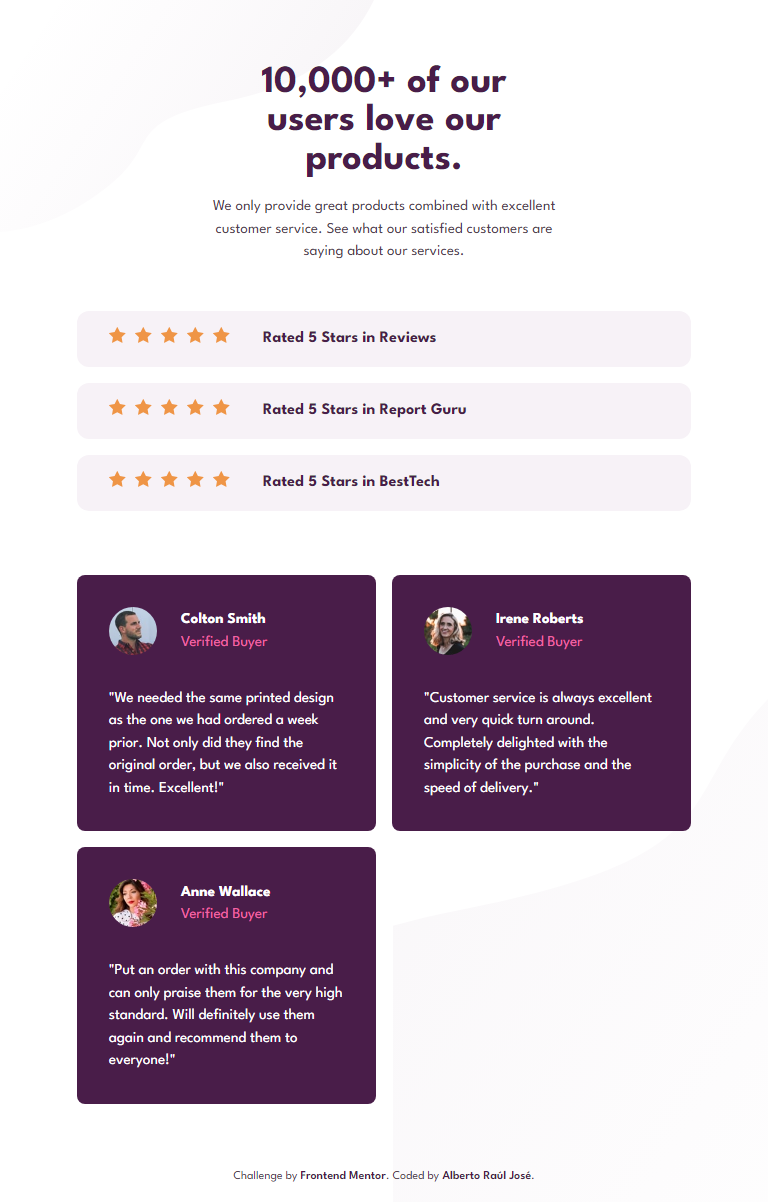 10,000+ of our
users love our
products.
We only provide great products combined with excellent
customer service. See what our satisfied customers are
saying about our services.
Rated 5 Stars in Reviews
Rated 5 Stars in Report Guru
Rated 5 Stars in BestTech
Colton Smith
Verified Buyer
"We needed the same printed design
as the one we had ordered a week
prior. Not only did they find the
original order, but we also received it
in time. Excellent!"
Irene Roberts
Verified Buyer
"Customer service is always excellent
and very quick turn around.
Completely delighted with the
simplicity of the purchase and the
speed of delivery."
Anne Wallace
Verified Buyer
"Put an order with this company and
can only praise them for the very high
standard. Will definitely use them
again and recommend them to
everyone!"
Challenge by Frontend Mentor. Coded by Alberto Raúl José.